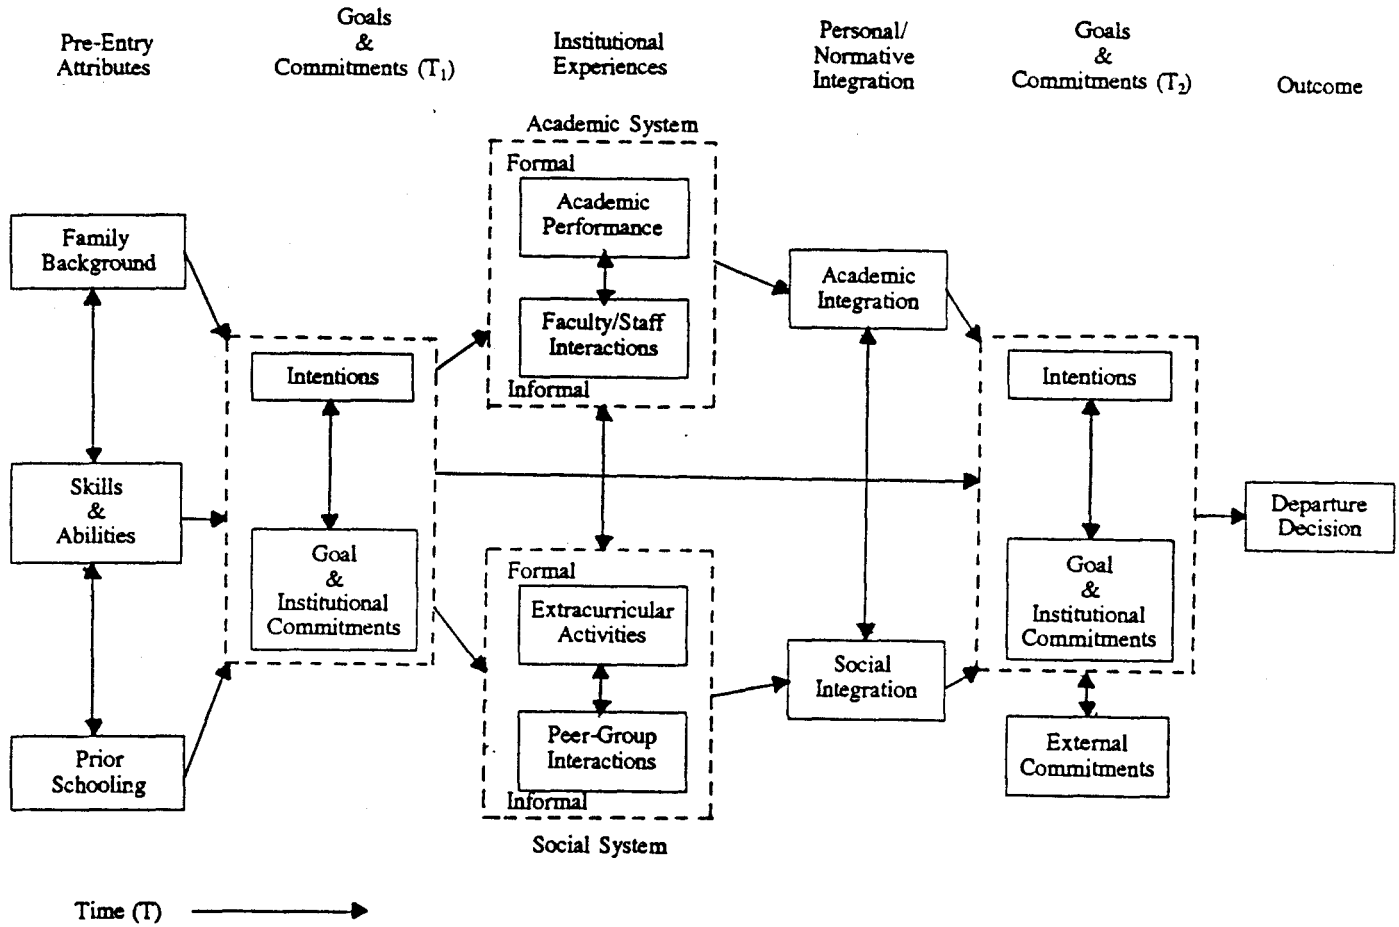 Pre-Entry
Attributes
Goals
&
Commitments (T₁)
Institutional
Experiences
Personal/
Normative
Integration
Goals
&
Commitments (T₂)
Outcome
Academic System
Formal
Academic
Performance
Faculty/Staff
Interactions
Informal
Family
Background
Skills
&
Abilities
Prior
Schooling
Intentions
Goal
&
Institutional
Commitments
Formal
Extracurricular
Activities
Peer-Group
Interactions
Informal
Social System
Academic
Integration
Social
Integration
Intentions
Goal
&
Institutional
Commitments
External
Commitments
Departure
Decision
Time (T)